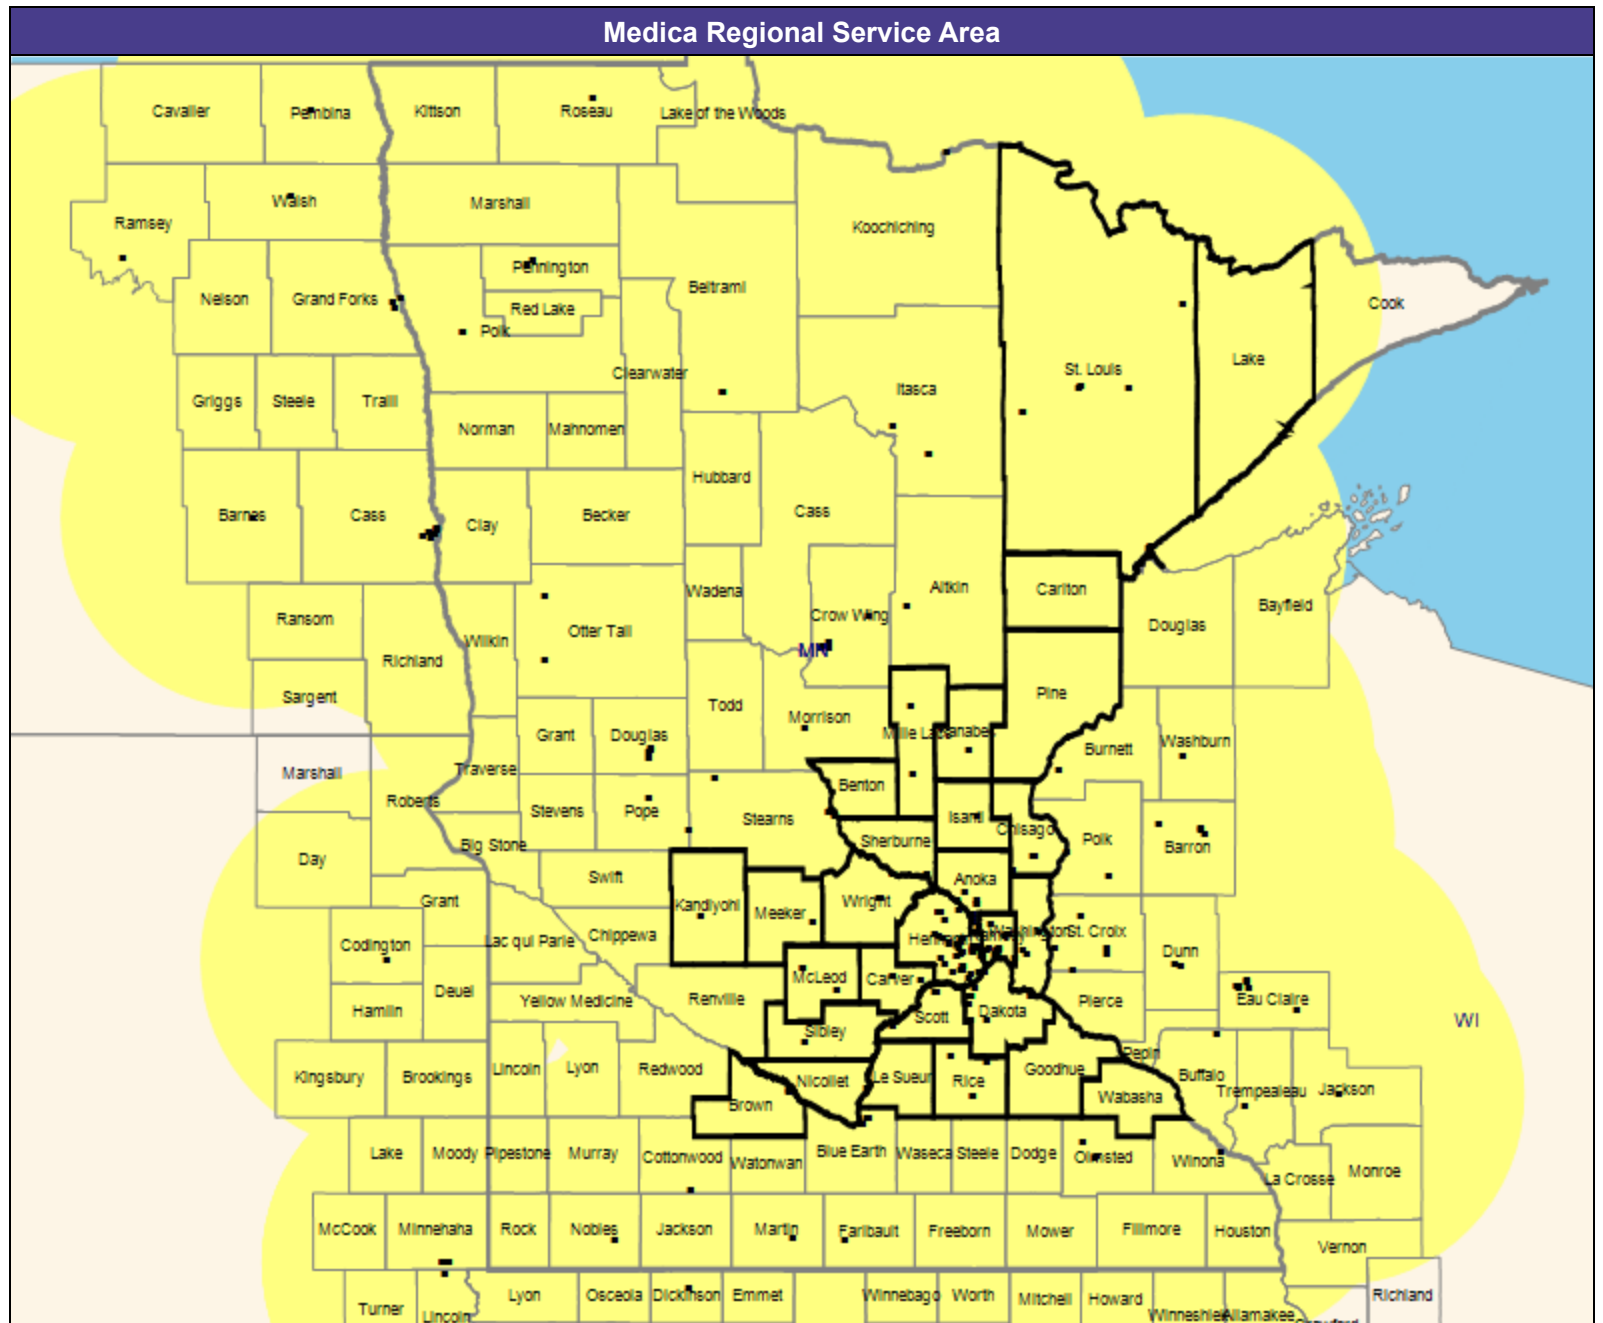 Medica Regional Service Area
Cavalier
Pembina
Kittson
Roseau
Lake of the Woods
Walsh
Marshall
Ramsey
Koochiching
Pennington
Nelson
Grand Forks
Beltrami
Red Lake
Cook
Polk
Clearwater
St. Louis
Lake
Itasca
Griggs
Steele
Traill
Norman
Mahnomen
Hubbard
Barnes
Cass
Clay
Becker
Cass
Wadena
Aitkin
Carlton
Crow Wing
Bayfield
Ransom
Otter Tail
Douglas
Wilkin
MN
Richland
Sargent
Pine
Todd
Morrison
Grant
Douglas
Mille Lacs
Kanabec
Burnett
Washburn
Marshall
Traverse
Benton
Roberts
Stevens
Pope
Stearns
Isanti
Chisago
Big Stone
Sherburne
Polk
Barron
Day
Swift
Anoka
Grant
Kandiyohi
Meeker
Wright
Codington
Lac qui Parle
Chippewa
Hennepin
Ramsey
Washington
St. Croix
Dunn
McLeod
Carver
Deuel
Yellow Medicine
Renville
Pierce
Eau Claire
Hamlin
Scott
Dakota
WI
Sibley
Pepin
Kingsbury
Brookings
Lincoln
Lyon
Redwood
Nicollet
Le Sueur
Rice
Goodhue
Buffalo
Trempealeau
Jackson
Brown
Wabasha
Lake
Moody
Pipestone
Murray
Cottonwood
Watonwan
Blue Earth
Waseca
Steele
Dodge
Olmsted
Winona
La Crosse
Monroe
McCook
Minnehaha
Rock
Nobles
Jackson
Martin
Faribault
Freeborn
Mower
Fillmore
Houston
Vernon
Turner
Lincoln
Lyon
Osceola
Dickinson
Emmet
Winnebago
Worth
Mitchell
Howard
Winneshiek
Allamakee
Richland